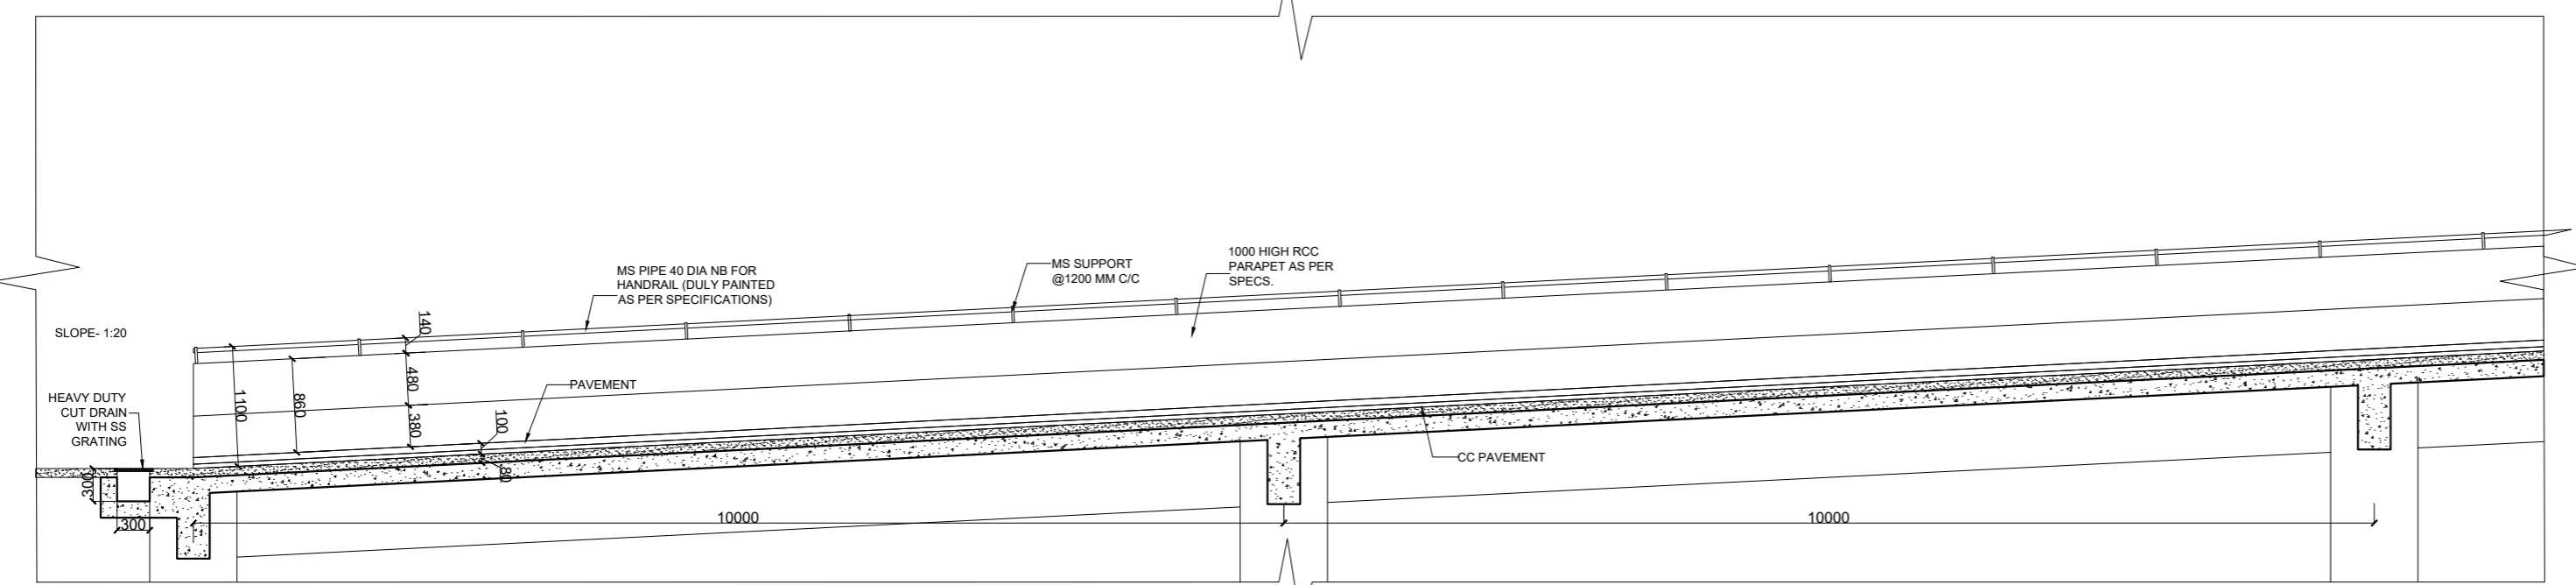 1000 HIGH RCC
PARAPET AS PER
SPECS.
MS SUPPORT
@1200 MM C/C
MS PIPE 40 DIA NB FOR
HANDRAIL (DULY PAINTED
AS PER SPECIFICATIONS)
SLOPE- 1:20
140
480
380
1100
860
PAVEMENT
HEAVY DUTY
CUT DRAIN
WITH SS
GRATING
100
80
CC PAVEMENT
300
300
10000
10000